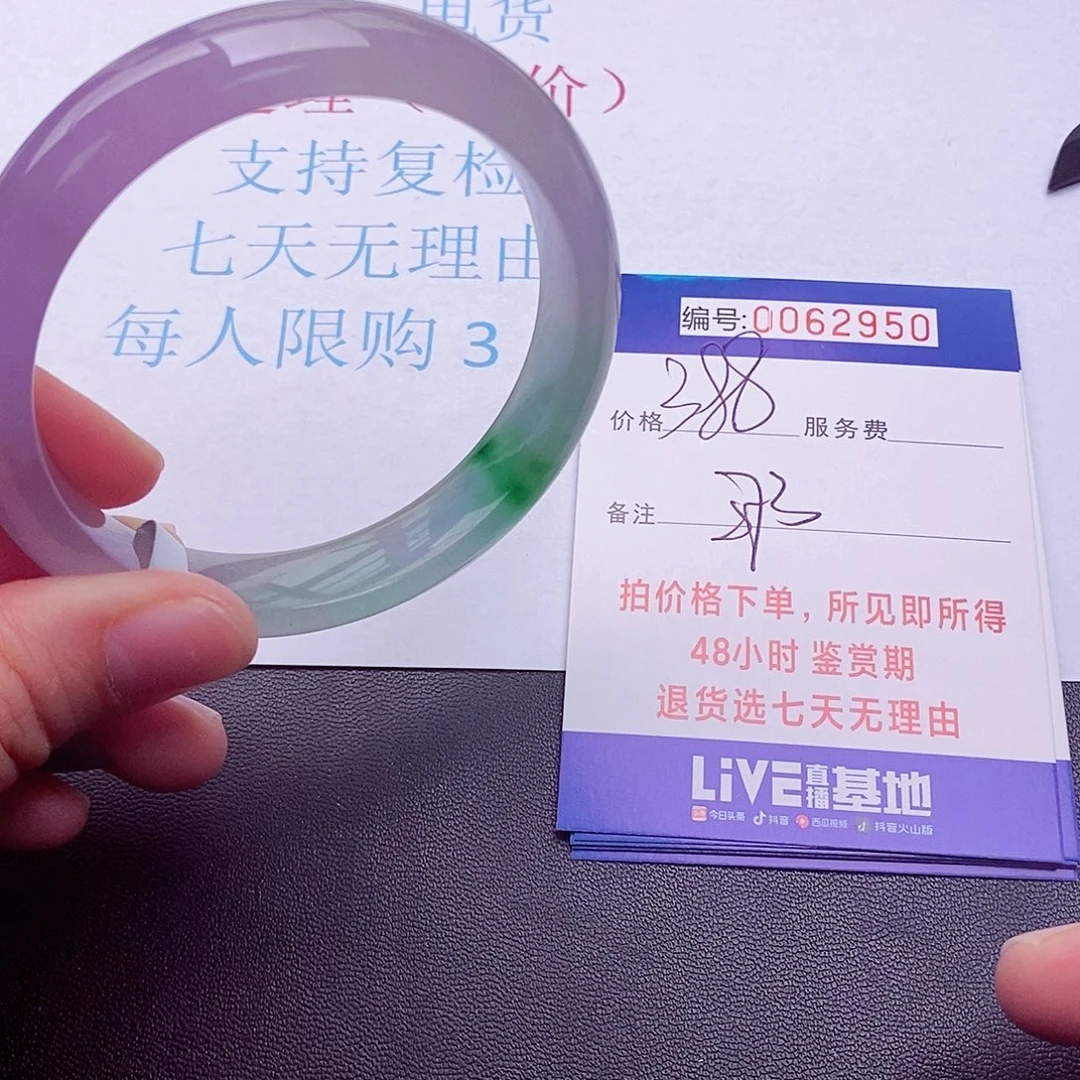 货
价）
支持复检
七天无理由
每人限购 3
编号:0062950
价格 388 服务费
备注
拍价格下单，所见即所得
48小时 鉴赏期
退货选七天无理由
LiVE直播基地
今日头条 抖音 西瓜视频 抖音火山版